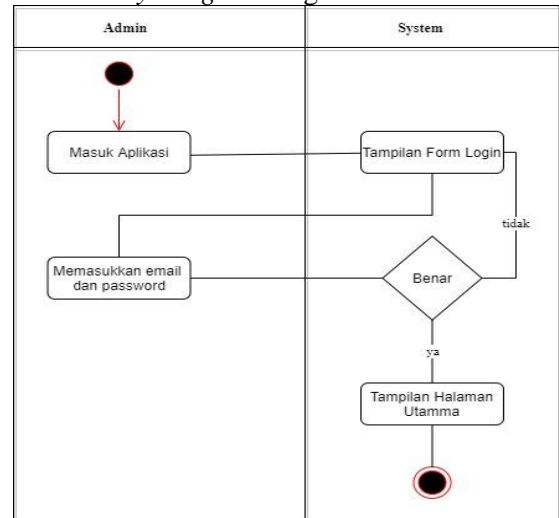 Admin
System
Masuk Aplikasi
Tampilan Form Login
tidak
Memasukkan email
dan password
Benar
ya
Tampilan Halaman
Utamma